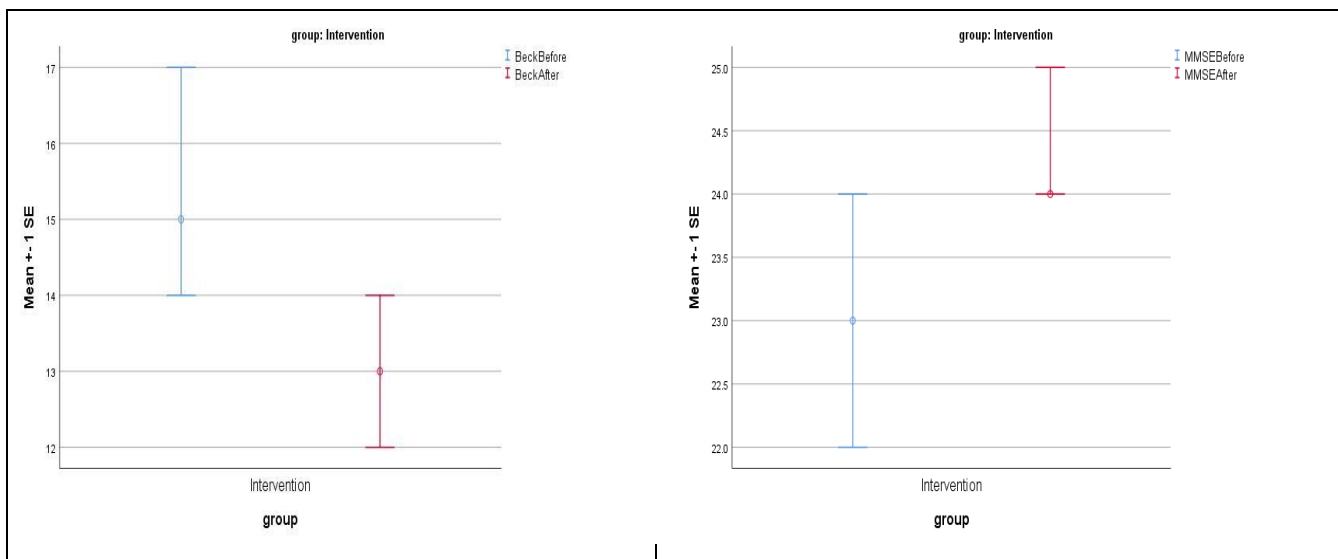 group: Intervention
BeckBefore
BeckAfter
17
16
15
14
13
12
Mean +- 1 SE
Intervention
group
group: Intervention
MMSEBefore
MMSEAfter
25.0
24.5
24.0
23.5
23.0
22.5
22.0
Mean +- 1 SE
Intervention
group